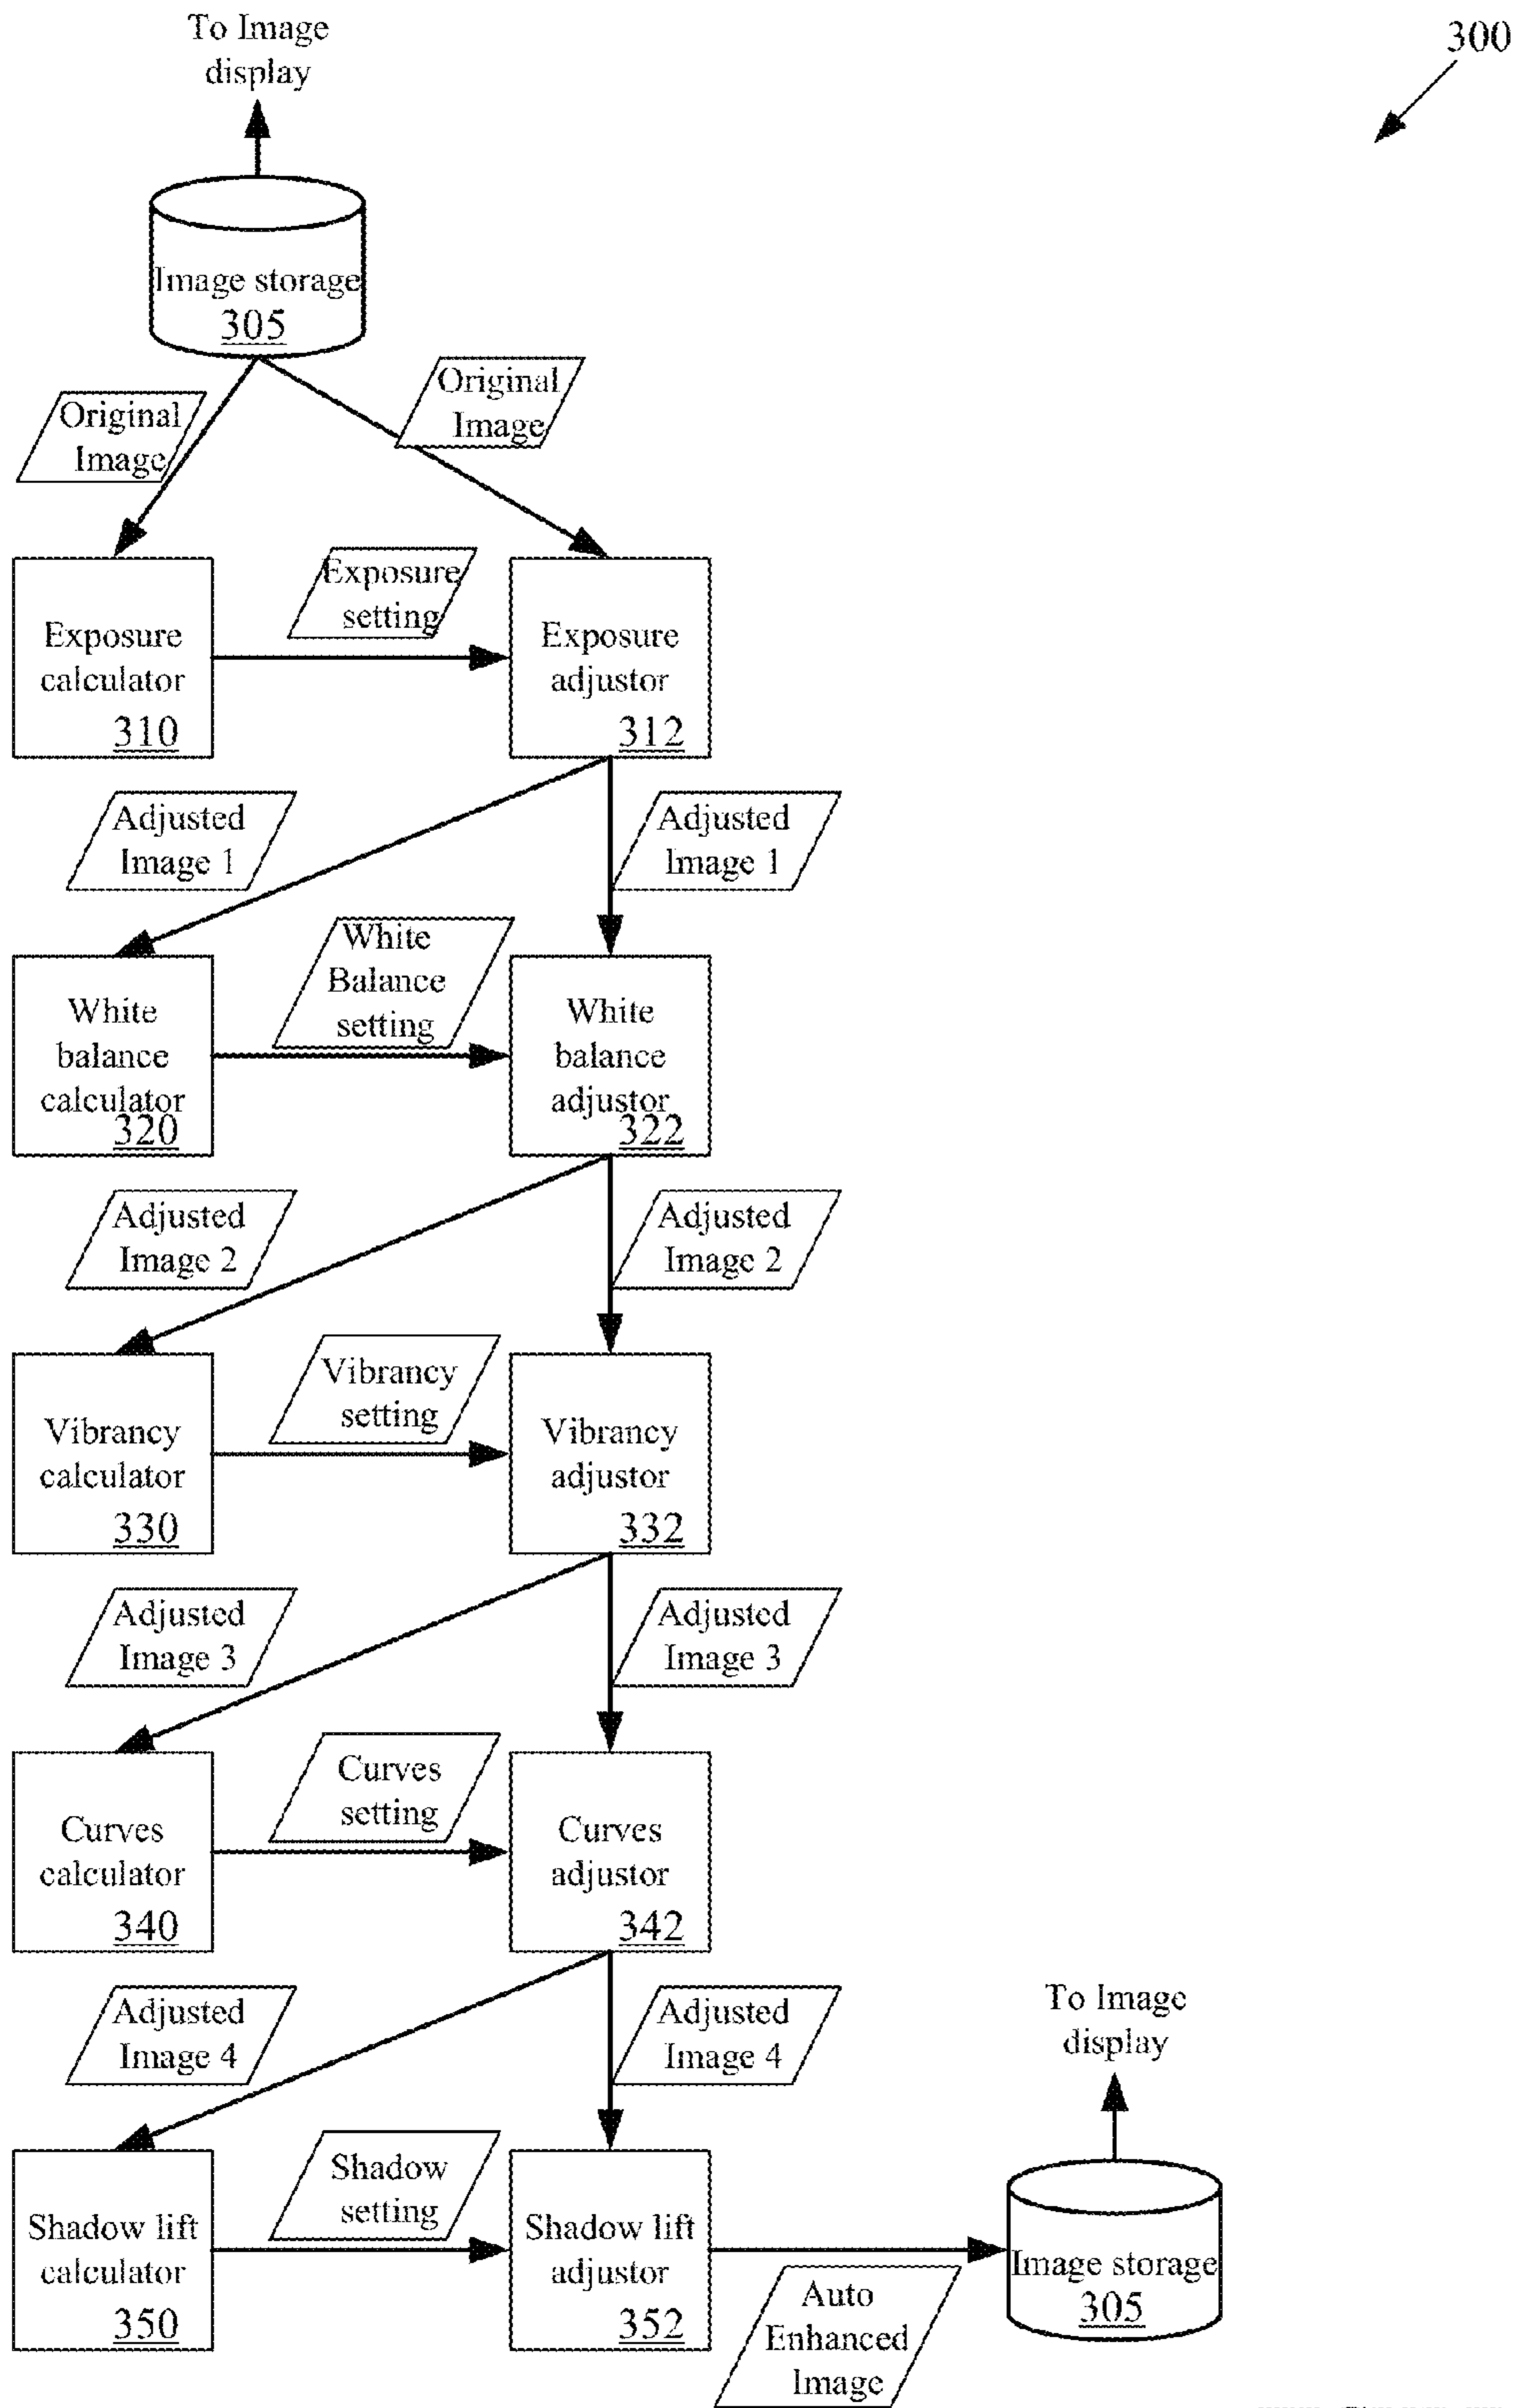 To Image
display
300
Image storage
305
Original
Image
Original
Image
Exposure
setting
Exposure
calculator
310
Exposure
adjustor
312
Adjusted
Image 1
Adjusted
Image 1
White
Balance
setting
White
balance
calculator
320
White
balance
adjustor
322
Adjusted
Image 2
Adjusted
Image 2
Vibrancy
setting
Vibrancy
calculator
330
Vibrancy
adjustor
332
Adjusted
Image 3
Adjusted
Image 3
Curves
setting
Curves
calculator
340
Curves
adjustor
342
Adjusted
Image 4
Adjusted
Image 4
Shadow
setting
Shadow lift
calculator
350
Shadow lift
adjustor
352
To Image
display
Image storage
305
Auto
Enhanced
Image